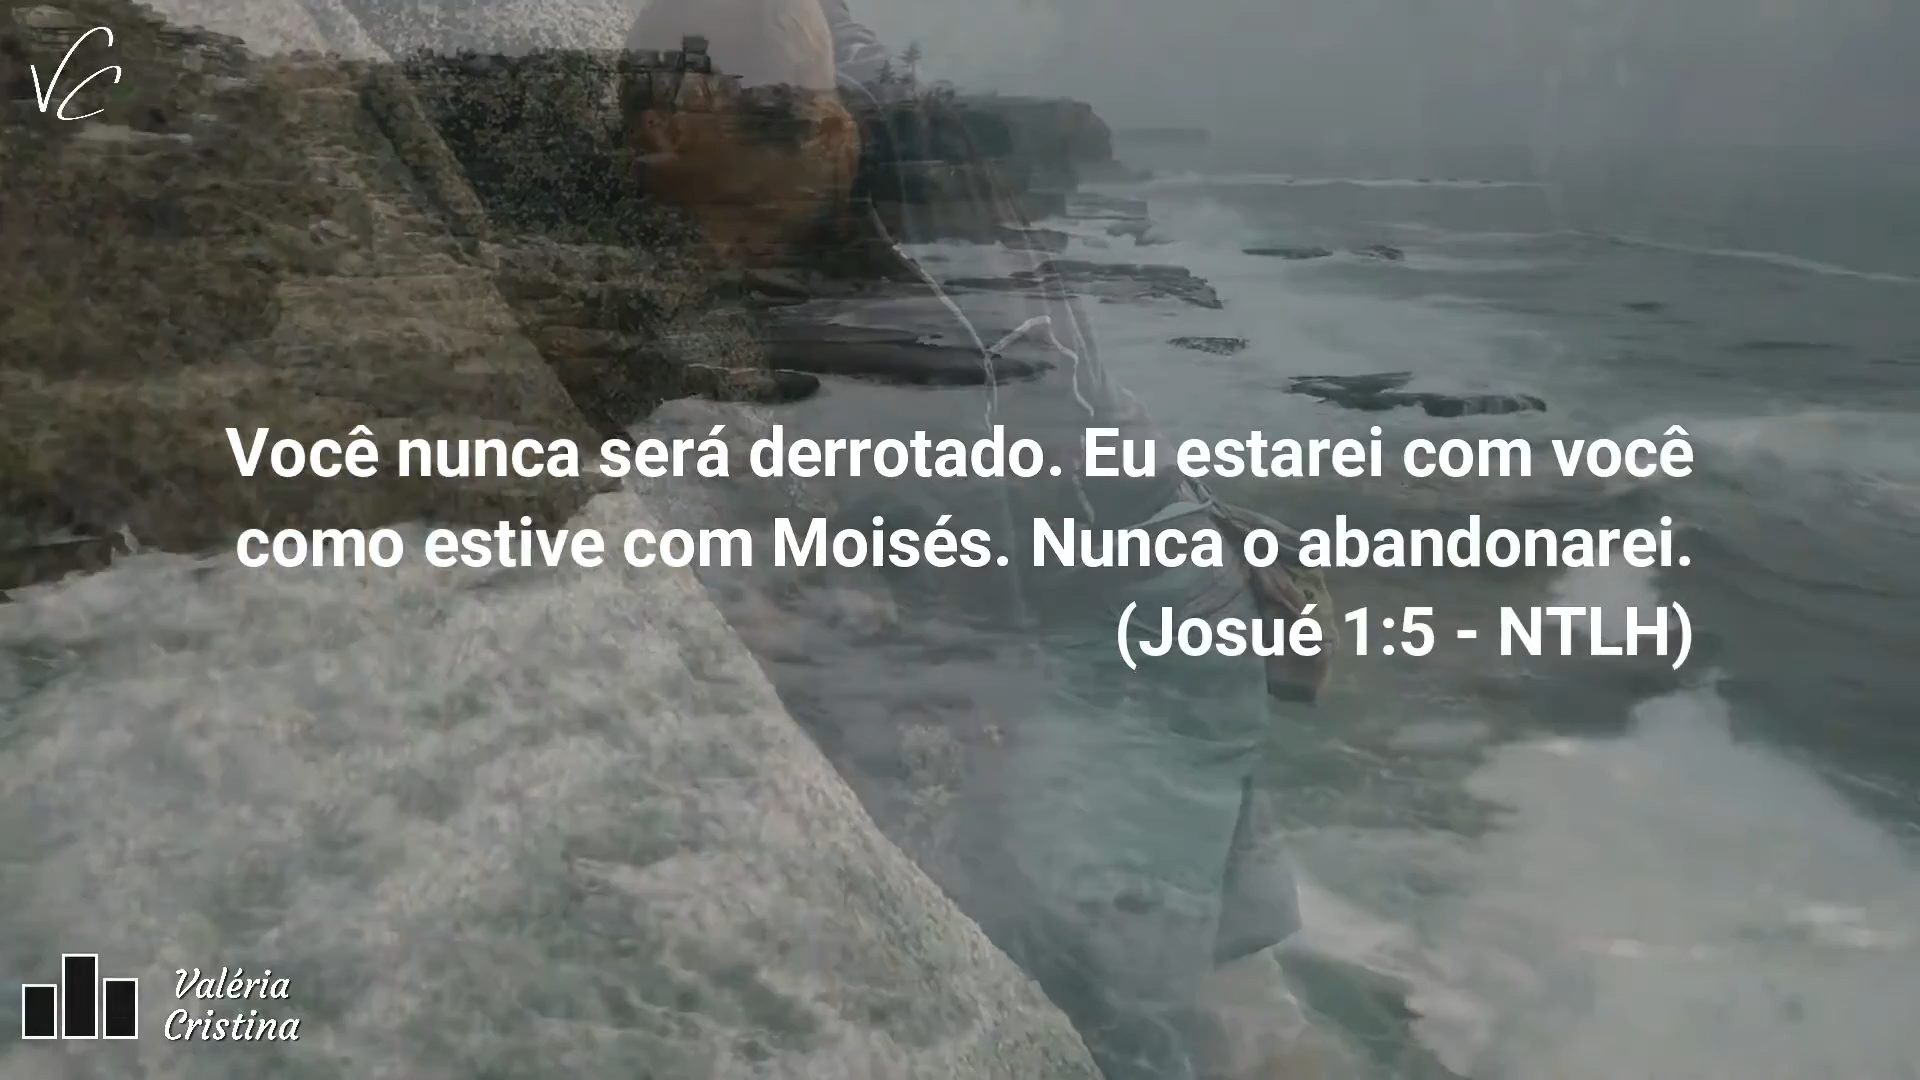 VC
Você nunca será derrotado. Eu estarei com você
como estive com Moisés. Nunca o abandonarei.
(Josué 1:5 - NTLH)
Valéria
Cristina